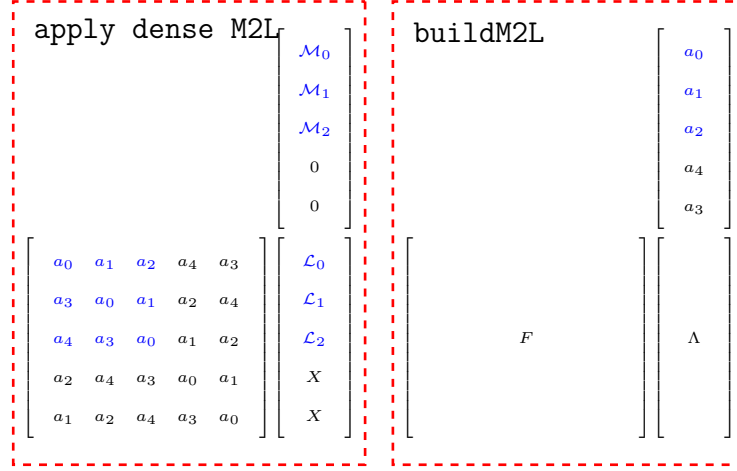 apply dense M2L
ℳ₀
ℳ₁
ℳ₂
0
0
a₀ a₁ a₂ a₄ a₃
a₃ a₀ a₁ a₂ a₄
a₄ a₃ a₀ a₁ a₂
a₂ a₄ a₃ a₀ a₁
a₁ a₂ a₄ a₃ a₀
ℒ₀
ℒ₁
ℒ₂
X
X
buildM2L
a₀
a₁
a₂
a₄
a₃
F
Λ